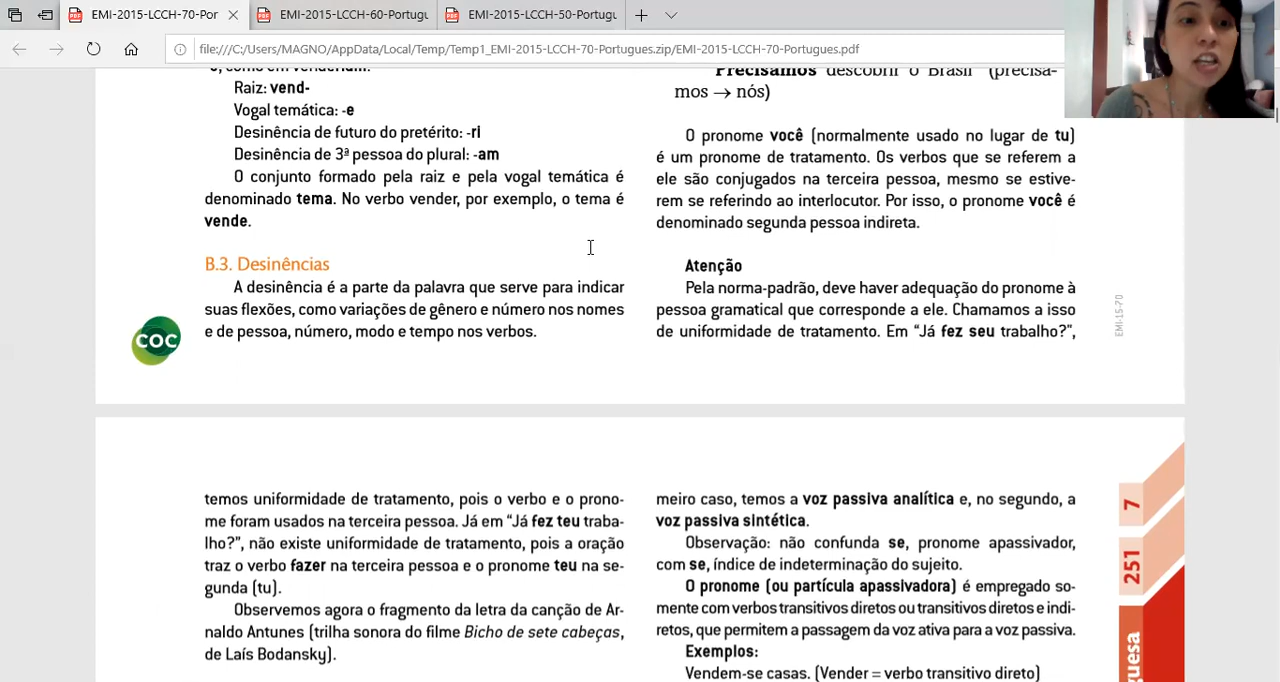 EMI-2015-LCCH-70-Por
EMI-2015-LCCH-60-Portugu
EMI-2015-LCCH-50-Portugu
file:///C:/Users/MAGNO/AppData/Local/Temp/Temp1_EMI-2015-LCCH-70-Portugues.zip/EMI-2015-LCCH-70-Portugues.pdf
Raiz: vend-
Vogal temática: -e
Desinência de futuro do pretérito: -ri
Desinência de 3ª pessoa do plural: -am
O conjunto formado pela raiz e pela vogal temática é
denominado tema. No verbo vender, por exemplo, o tema é
vende.
B.3. Desinências
A desinência é a parte da palavra que serve para indicar
suas flexões, como variações de gênero e número nos nomes
e de pessoa, número, modo e tempo nos verbos.
COC
Precisamos descobrir o Brasil (precisa-
mos → nós)
O pronome você (normalmente usado no lugar de tu)
é um pronome de tratamento. Os verbos que se referem a
ele são conjugados na terceira pessoa, mesmo se estive-
rem se referindo ao interlocutor. Por isso, o pronome você é
denominado segunda pessoa indireta.
Atenção
Pela norma-padrão, deve haver adequação do pronome à
pessoa gramatical que corresponde a ele. Chamamos a isso
de uniformidade de tratamento. Em “Já fez seu trabalho?”,
EMI-15-70
temos uniformidade de tratamento, pois o verbo e o prono-
me foram usados na terceira pessoa. Já em “Já fez teu traba-
lho?”, não existe uniformidade de tratamento, pois a oração
traz o verbo fazer na terceira pessoa e o pronome teu na se-
gunda (tu).
Observemos agora o fragmento da letra da canção de Ar-
naldo Antunes (trilha sonora do filme Bicho de sete cabeças,
de Laís Bodansky).
meiro caso, temos a voz passiva analítica e, no segundo, a
voz passiva sintética.
Observação: não confunda se, pronome apassivador,
com se, índice de indeterminação do sujeito.
O pronome (ou partícula apassivadora) é empregado so-
mente com verbos transitivos diretos ou transitivos diretos e indi-
retos, que permitem a passagem da voz ativa para a voz passiva.
Exemplos:
Vendem-se casas. (Vender = verbo transitivo direto)
7
251
guesa